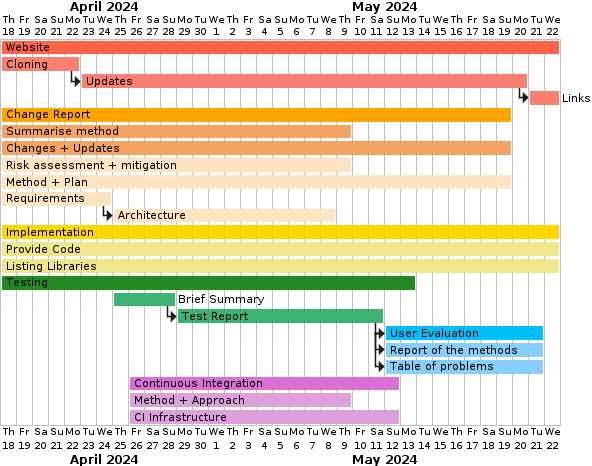 April 2024 May 2024
Th Fr Sa Su Mo Tu We Th Fr Sa Su Mo Tu We Th Fr Sa Su Mo Tu We Th Fr Sa Su Mo Tu We Th Fr Sa Su Mo Tu We
18 19 20 21 22 23 24 25 26 27 28 29 30 1 2 3 4 5 6 7 8 9 10 11 12 13 14 15 16 17 18 19 20 21 22
Website
Cloning
Updates
Links
Change Report
Summarise method
Changes + Updates
Risk assessment + mitigation
Method + Plan
Requirements
Architecture
Implementation
Provide Code
Listing Libraries
Testing
Brief Summary
Test Report
User Evaluation
Report of the methods
Table of problems
Continuous Integration
Method + Approach
CI Infrastructure
Th Fr Sa Su Mo Tu We Th Fr Sa Su Mo Tu We Th Fr Sa Su Mo Tu We Th Fr Sa Su Mo Tu We Th Fr Sa Su Mo Tu We
18 19 20 21 22 23 24 25 26 27 28 29 30 1 2 3 4 5 6 7 8 9 10 11 12 13 14 15 16 17 18 19 20 21 22
April 2024 May 2024